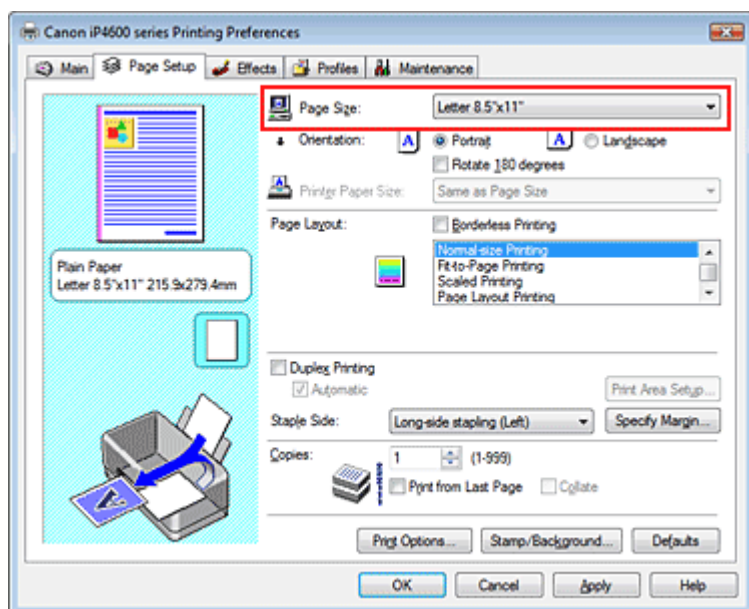 Canon iP4600 series Printing Preferences
Main Page Setup Effects Profiles Maintenance
Page Size: Letter 8.5"x11"
Orientation: A Portrait A Landscape
Rotate 180 degrees
Printer Paper Size: Same as Page Size
Page Layout: Borderless Printing
Normal-size Printing
Fit-to-Page Printing
Scaled Printing
Page Layout Printing
Plain Paper
Letter 8.5"x11" 215.9x279.4mm
Duplex Printing
Automatic Print Area Setup...
Staple Side: Long-side stapling (Left) Specify Margin...
Copies: 1 (1-999)
Print from Last Page Collate
Print Options... Stamp/Background... Defaults
OK Cancel Apply Help